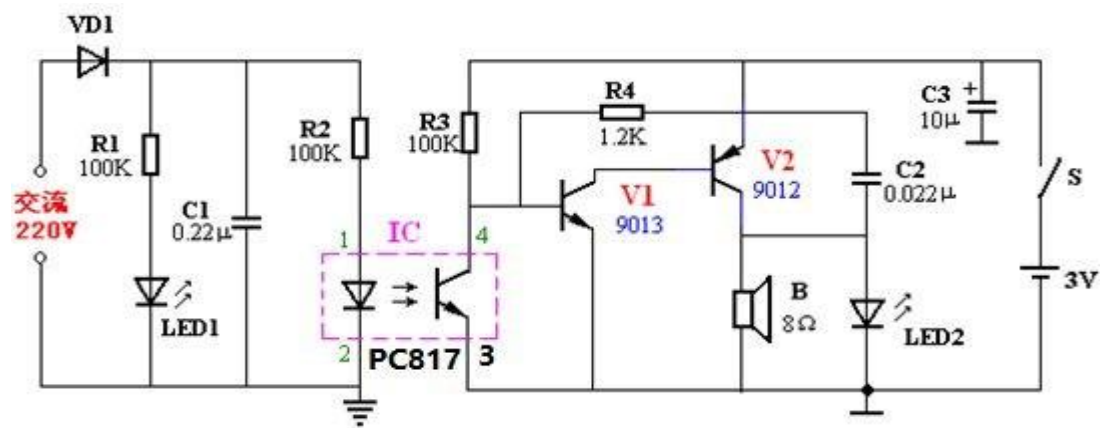 VD1
R1
100K
交流
220V
C1
0.22μ
LED1
R2
100K
1
IC
4
2
PC817
3
R3
100K
R4
1.2K
V1
9013
V2
9012
C3
+
10μ
C2
0.022μ
S
3V
B
8Ω
LED2